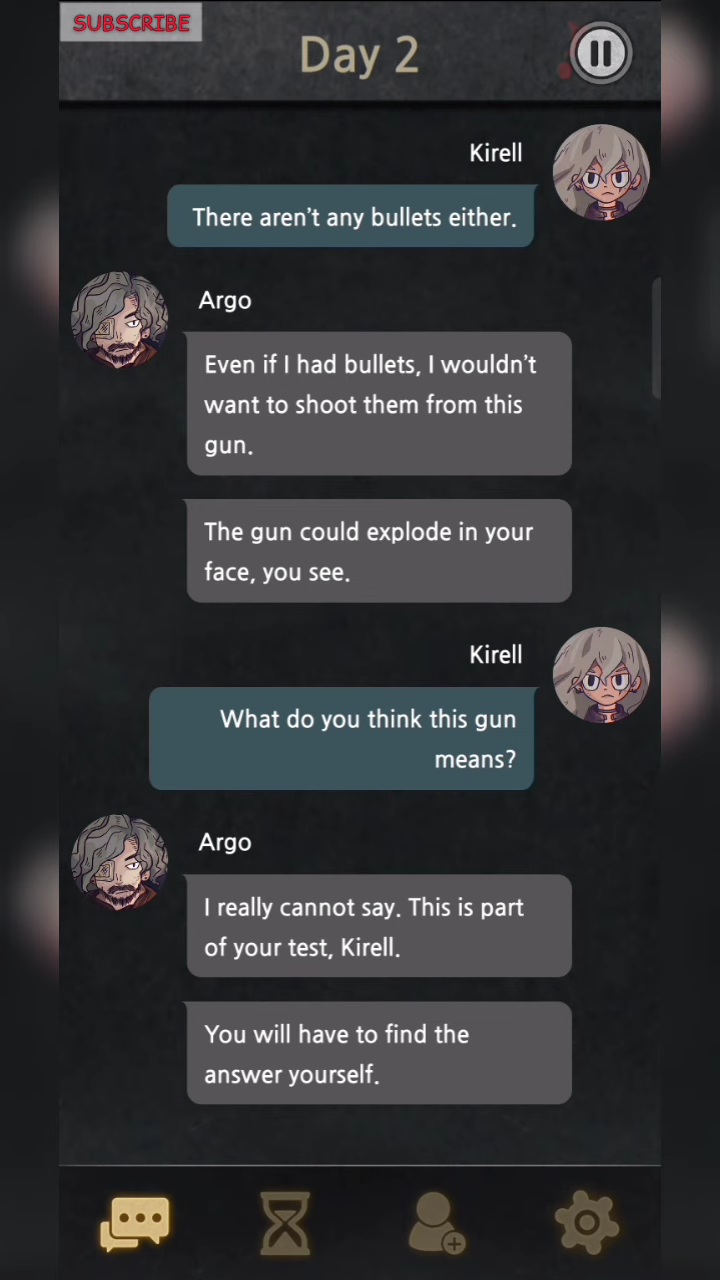 SUBSCRIBE
Day 2
Kirell
There aren't any bullets either.
Argo
Even if I had bullets, I wouldn't
want to shoot them from this
gun.
The gun could explode in your
face, you see.
Kirell
What do you think this gun
means?
Argo
I really cannot say. This is part
of your test, Kirell.
You will have to find the
answer yourself.